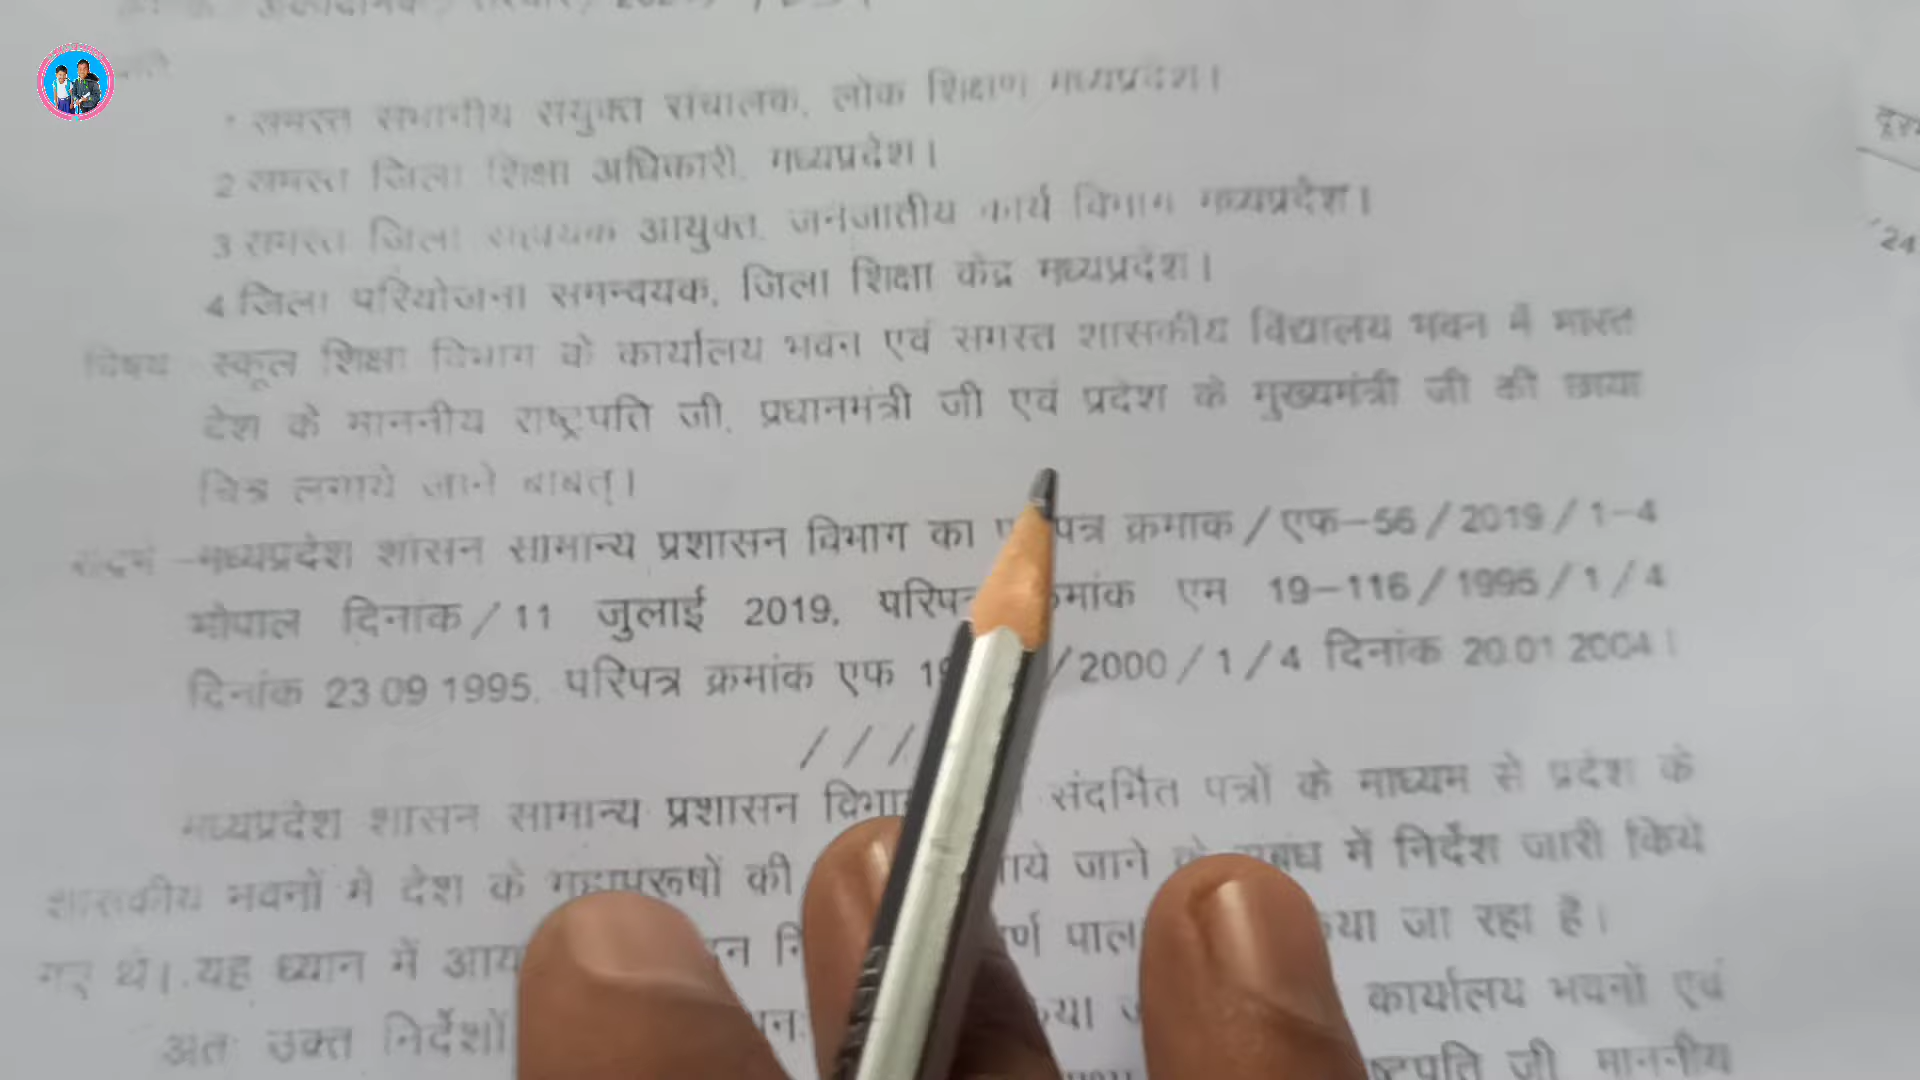 1 समस्त संभागीय संयुक्त संचालक, लोक शिक्षण मध्यप्रदेश।
2 समस्त जिला शिक्षा अधिकारी, मध्यप्रदेश।
3 समस्त जिला सहायक आयुक्त, जनजातीय कार्य विभाग मध्यप्रदेश।
4 जिला परियोजना समन्वयक, जिला शिक्षा केंद्र मध्यप्रदेश।
विषय स्कूल शिक्षा विभाग के कार्यालय भवन एवं समस्त शासकीय विद्यालय भवन में भारत
देश के माननीय राष्ट्रपति जी, प्रधानमंत्री जी एवं प्रदेश के मुख्यमंत्री जी की छाया
चित्र लगाये जाने बाबत्।
संदर्भ –मध्यप्रदेश शासन सामान्य प्रशासन विभाग का पत्र क्रमाक/एफ–56/2019/1–4
भोपाल दिनांक/11 जुलाई 2019, परिपत्र मांक एम 19–116/1995/1/4
दिनांक 23 09 1995, परिपत्र क्रमांक एफ 19 /2000/1/4 दिनांक 20.01 2004।
///
मध्यप्रदेश शासन सामान्य प्रशासन विभाग संदर्भित पत्रों के माध्यम से प्रदेश के
शासकीय भवनों में देश के महापुरूषों की जाने संबंध में निर्देश जारी किये
गए थे। यह ध्यान में आय जा रहा है।
अतः उक्त निर्देशों कार्यालय भवनों एवं
जी माननीय
24